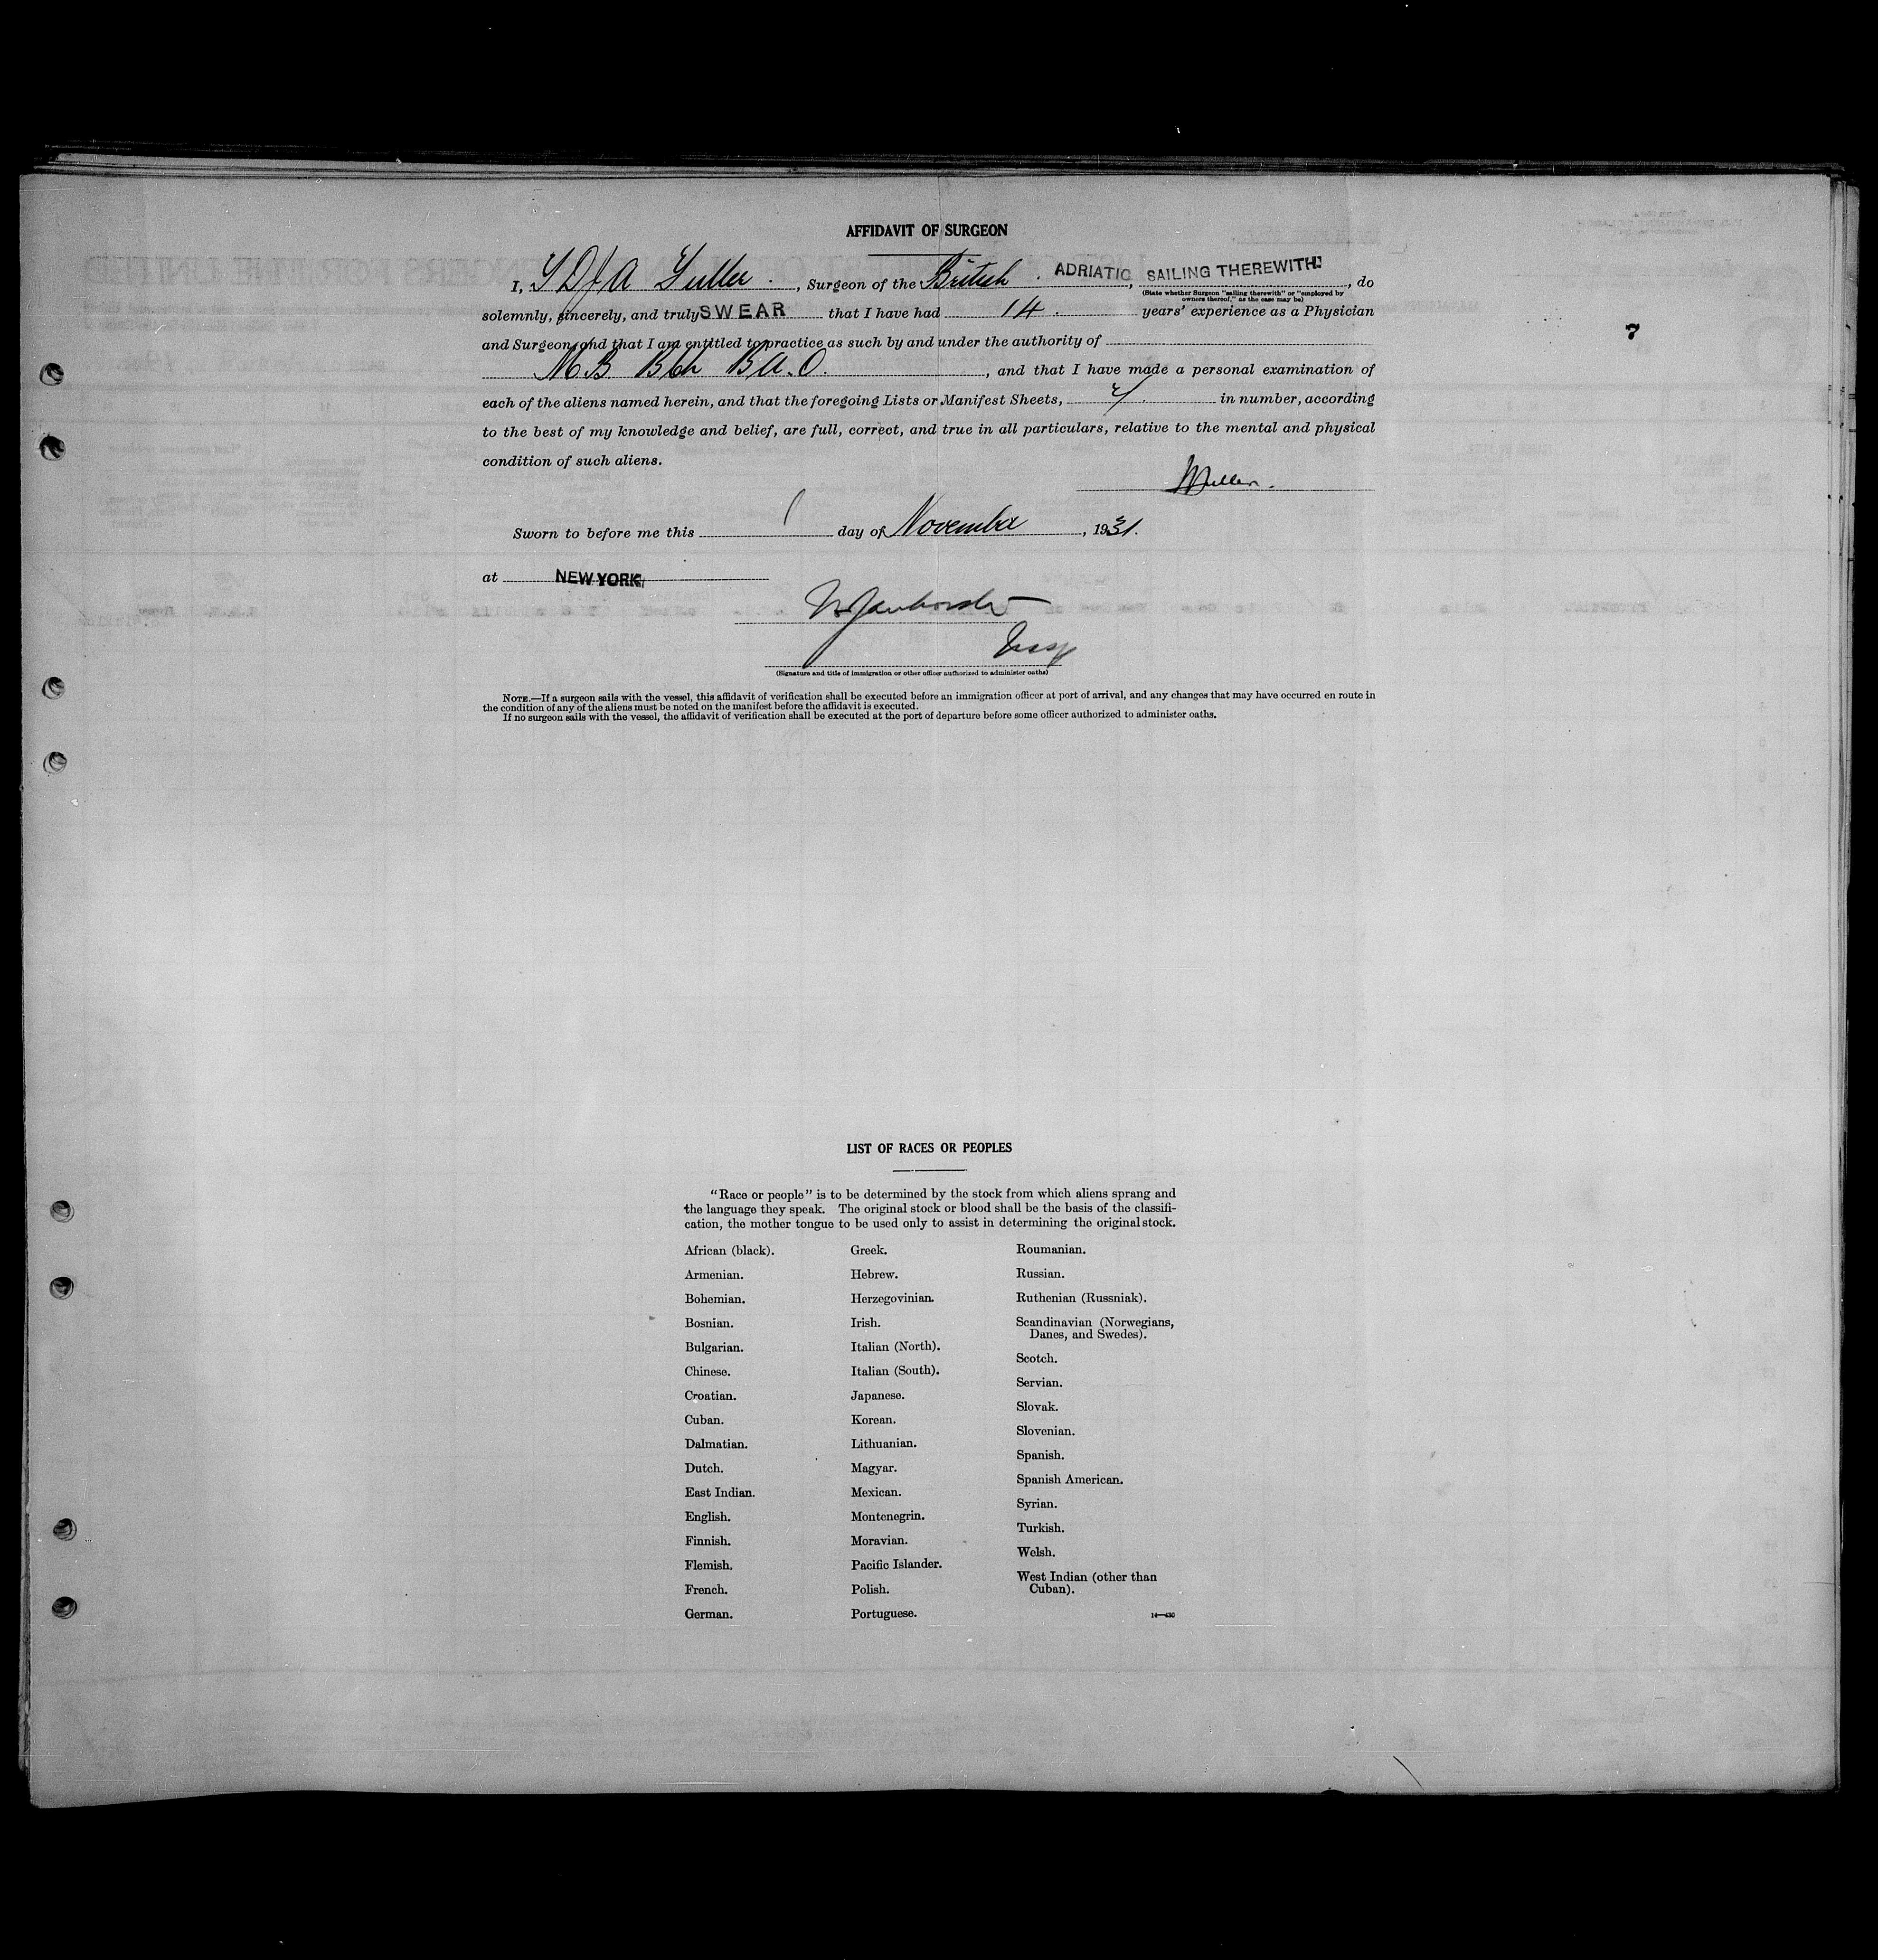 AFFIDAVIT OF SURGEON
I, , Surgeon of the British ADRIATIC, SAILING THEREWITH, do
(State whether Surgeon "sailing therewith" or "employed by
owners thereof," as the case may be)
solemnly, sincerely, and truly SWEAR that I have had 14. years' experience as a Physician
and Surgeon, and that I am entitled to practice as such by and under the authority of
M B BCh B A. O., and that I have made a personal examination of
each of the aliens named herein, and that the foregoing Lists or Manifest Sheets, in number, according
to the best of my knowledge and belief, are full, correct, and true in all particulars, relative to the mental and physical
condition of such aliens.
Sworn to before me this 1 day of November, 1931.
at NEW YORK
(Signature and title of immigration or other officer authorized to administer oaths)
NOTE.—If a surgeon sails with the vessel, this affidavit of verification shall be executed before an immigration officer at port of arrival, and any changes that may have occurred en route in
the condition of any of the aliens must be noted on the manifest before the affidavit is executed.
If no surgeon sails with the vessel, the affidavit of verification shall be executed at the port of departure before some officer authorized to administer oaths.
7
LIST OF RACES OR PEOPLES
"Race or people" is to be determined by the stock from which aliens sprang and
the language they speak. The original stock or blood shall be the basis of the classifi-
cation, the mother tongue to be used only to assist in determining the original stock.
African (black).
Armenian.
Bohemian.
Bosnian.
Bulgarian.
Chinese.
Croatian.
Cuban.
Dalmatian.
Dutch.
East Indian.
English.
Finnish.
Flemish.
French.
German.
Greek.
Hebrew.
Herzegovinian.
Irish.
Italian (North).
Italian (South).
Japanese.
Korean.
Lithuanian.
Magyar.
Mexican.
Montenegrin.
Moravian.
Pacific Islander.
Polish.
Portuguese.
Roumanian.
Russian.
Ruthenian (Russniak).
Scandinavian (Norwegians,
Danes, and Swedes).
Scotch.
Servian.
Slovak.
Slovenian.
Spanish.
Spanish American.
Syrian.
Turkish.
Welsh.
West Indian (other than
Cuban).
14—430